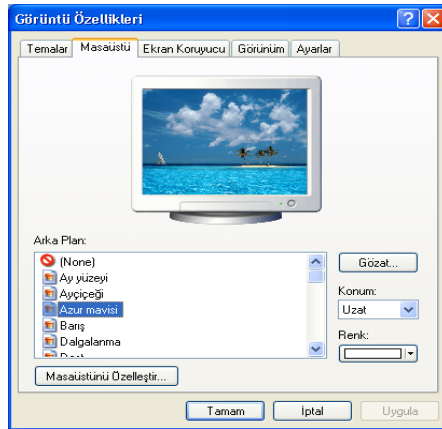 Görüntü Özellikleri
Temalar Masaüstü Ekran Koruyucu Görünüm Ayarlar
Arka Plan:
(None)
Ay yüzeyi
Ayçiçeği
Azur mavisi
Barış
Dalgalanma
Gözat...
Konum:
Uzat
Renk:
Masaüstünü Özelleştir...
Tamam İptal Uygula